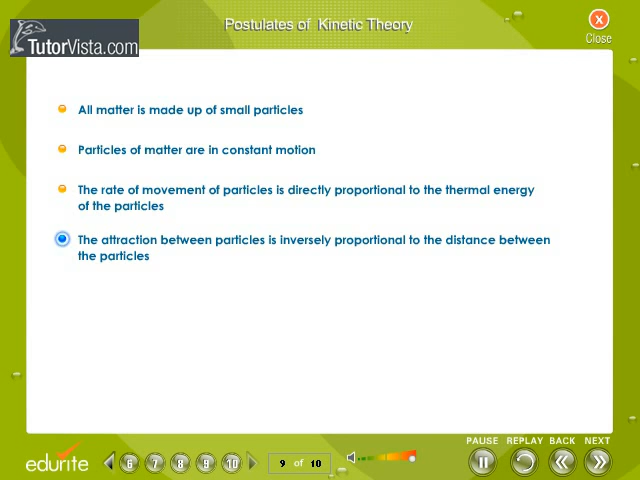 Postulates of Kinetic Theory
Close
TutorVista.com
All matter is made up of small particles
Particles of matter are in constant motion
The rate of movement of particles is directly proportional to the thermal energy
of the particles
The attraction between particles is inversely proportional to the distance between
the particles
PAUSE REPLAY BACK NEXT
edurite 6 7 8 9 10 9 of 10